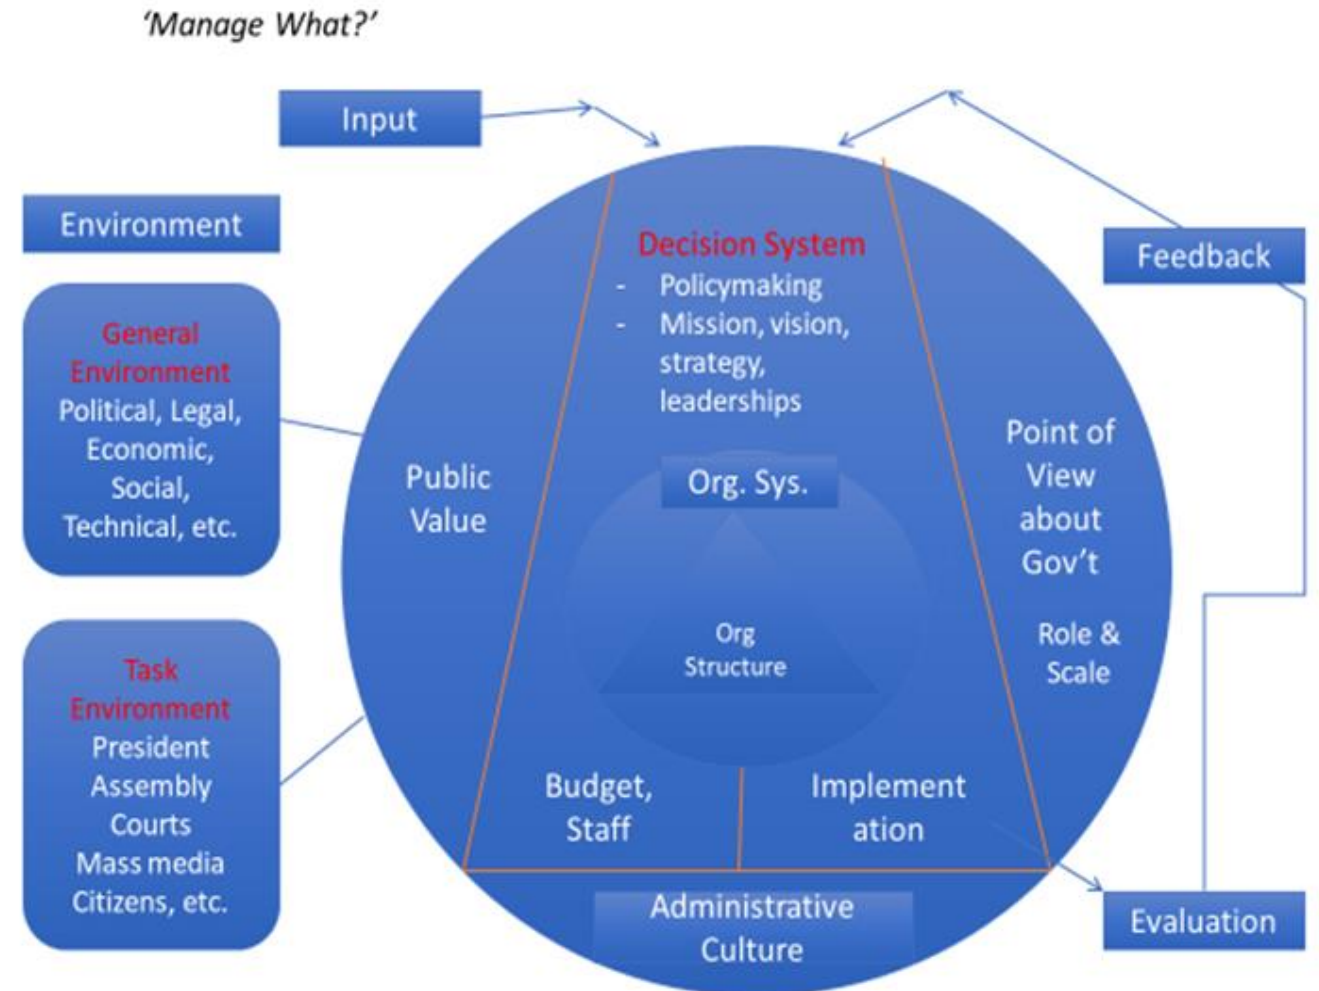 ‘Manage What?’
Input
Environment
General
Environment
Political, Legal,
Economic,
Social,
Technical, etc.
Task
Environment
President
Assembly
Courts
Mass media
Citizens, etc.
Public
Value
Decision System
- Policymaking
- Mission, vision,
strategy,
leaderships
Org. Sys.
Org
Structure
Budget,
Staff
Implement
ation
Administrative
Culture
Point of
View
about
Gov’t
Role &
Scale
Feedback
Evaluation